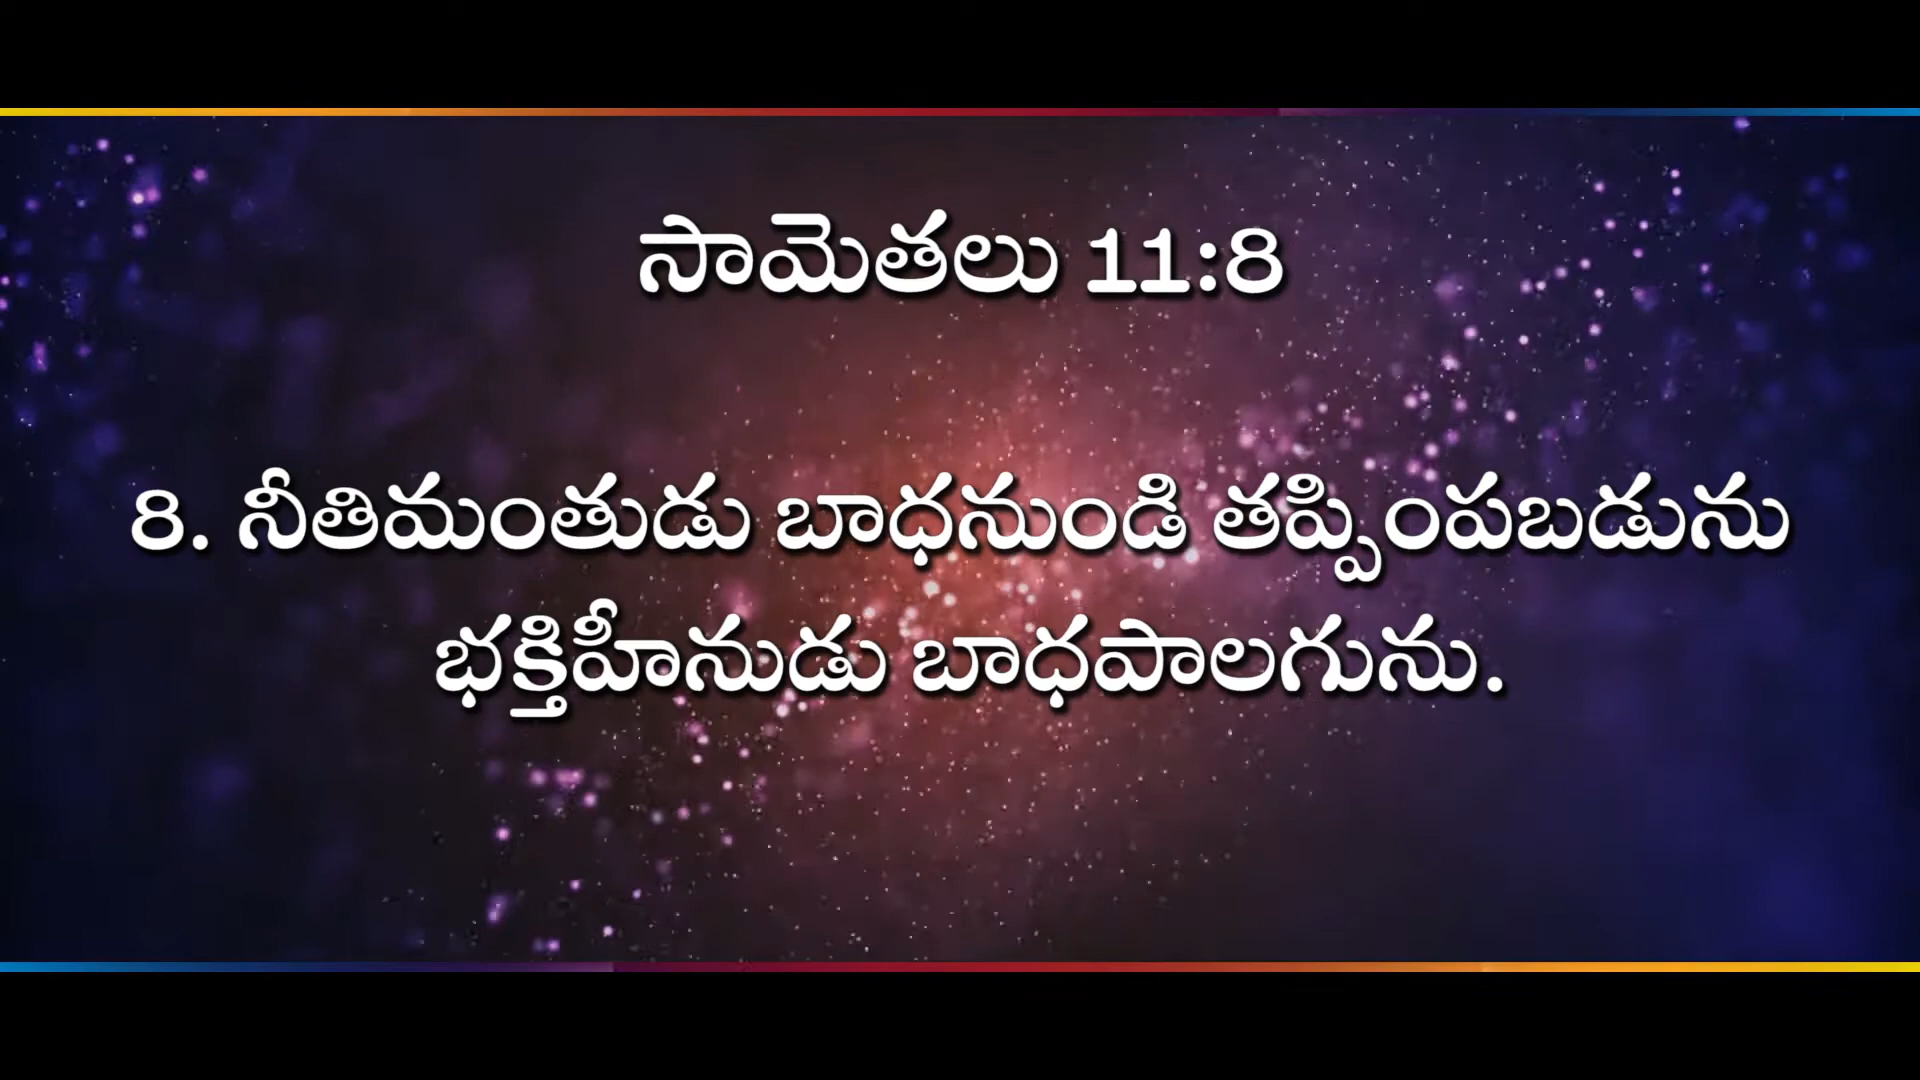 సామెతలు 11:8
8. నీతిమంతుడు బాధనుండి తప్పింపబడును
భక్తిహీనుడు బాధపాలగును.